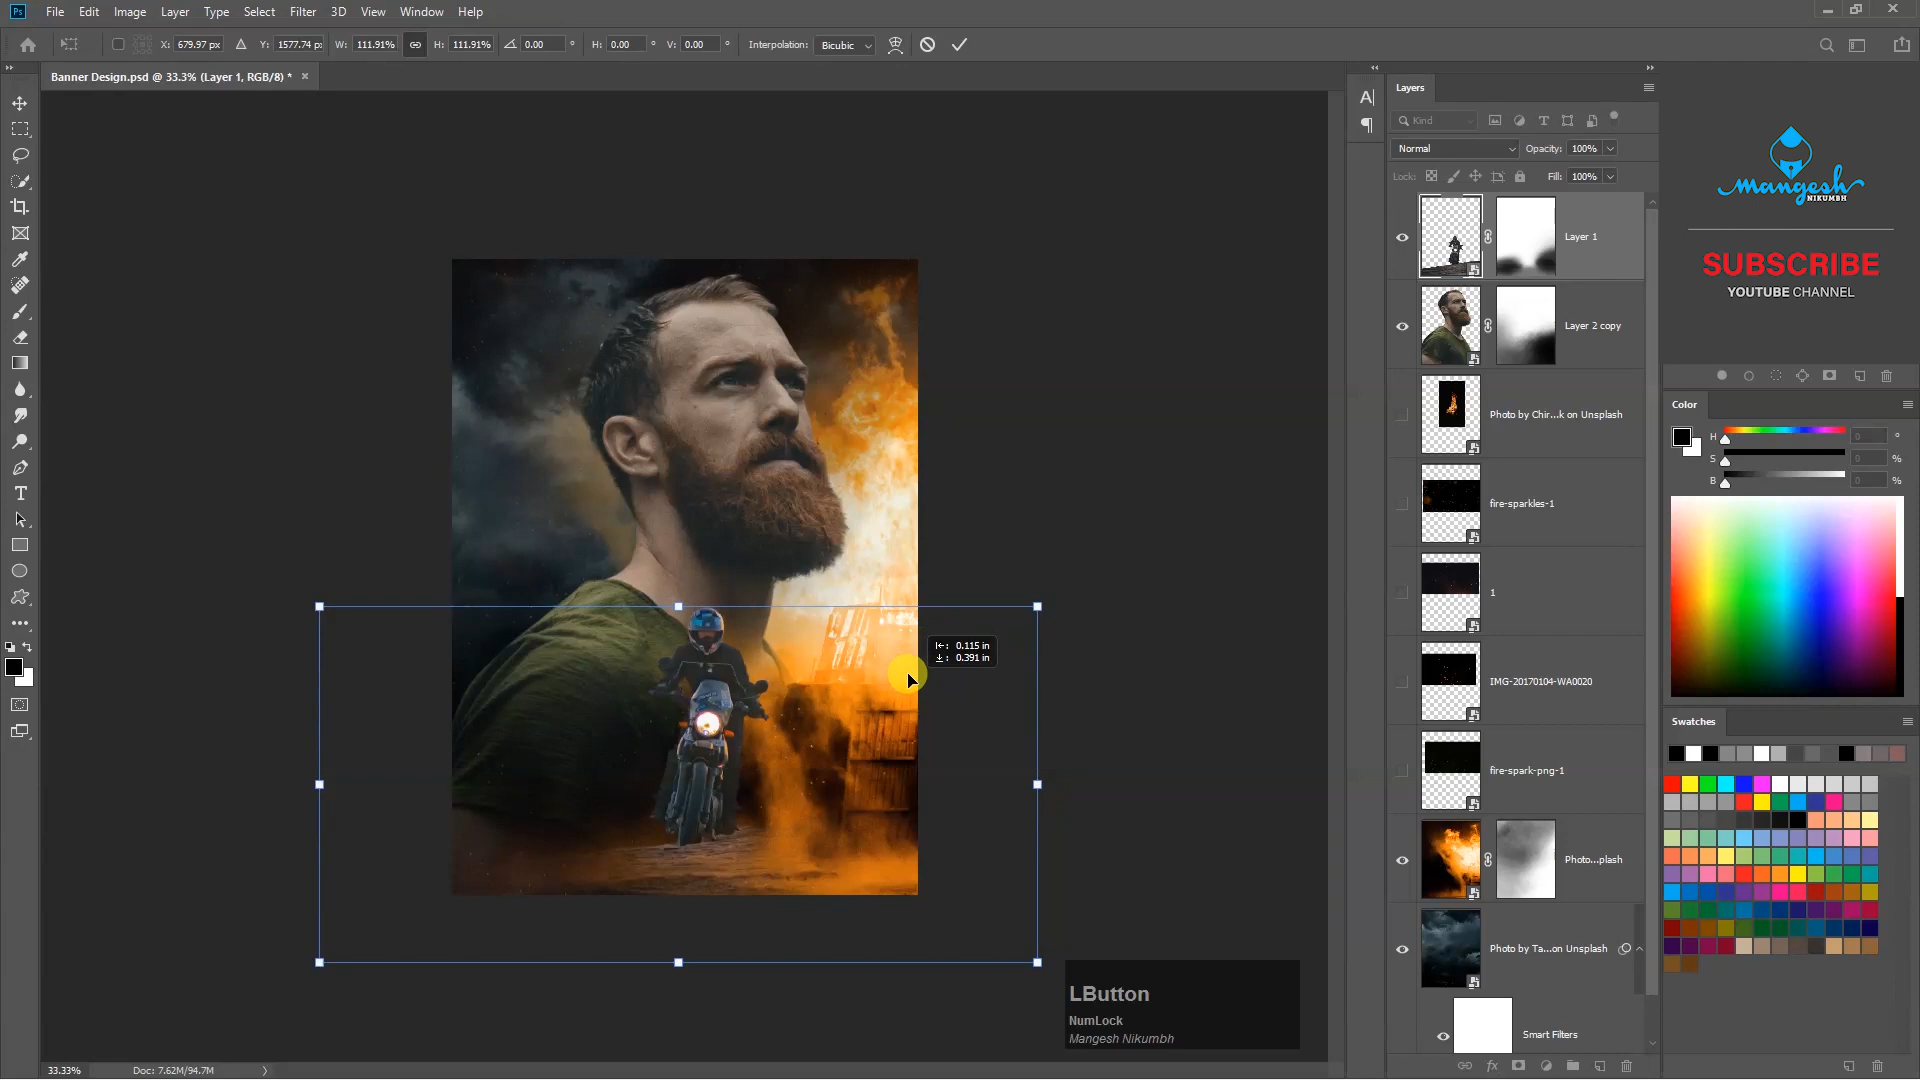 Ps File Edit Image Layer Type Select Filter 3D View Window Help
X: 679.97 px Y: 1577.74 px W: 111.91% H: 111.91% 0.00 ° H: 0.00 ° V: 0.00 ° Interpolation: Bicubic
Banner Design.psd @ 33.3% (Layer 1, RGB/8) * ×
Layers
Kind
Normal Opacity: 100%
Lock: Fill: 100%
Layer 1
Layer 2 copy
Photo by Chir...k on Unsplash
fire-sparkles-1
1
IMG-20170104-WA0020
fire-spark-png-1
Photo...plash
Photo by Ta...on Unsplash
Smart Filters
Mangesh
NIKUMBH
SUBSCRIBE
YOUTUBE CHANNEL
Color
H 0 °
S 0 %
B 0 %
Swatches
0.115 in
0.391 in
LButton
NumLock
Mangesh Nikumbh
33.33% Doc: 7.62M/94.7M